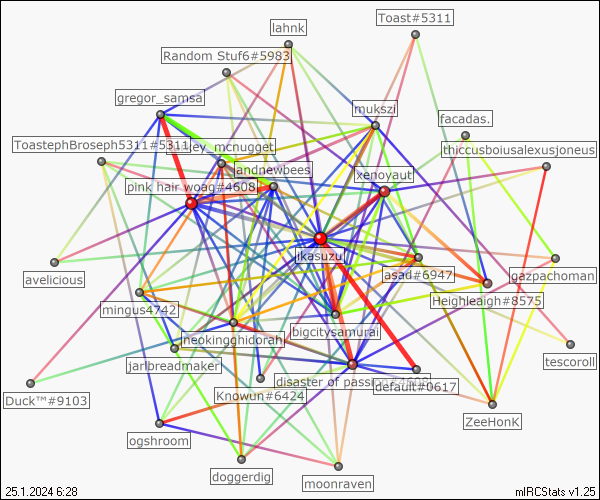 Toast#5311
lahnk
Random Stuf6#5983
gregor_samsa
mukszi
facadas.
ToastephBroseph5311#5311
ey_mcnugget
thiccusboiusalexusjoneus
andnewbees
xenoyaut
pink hair woag#4608
ikasuzu
avelicious
asad#6947
gazpachoman
Heighleaigh#8575
mingus4742
bigcitysamurai
neokingghidorah
tescoroll
jarlbreadmaker
disaster of passion#4608
default#0617
Duck™#9103
Knowun#6424
ZeeHonK
ogshroom
doggerdig
moonraven
25.1.2024 6:28
mIRCStats v1.25